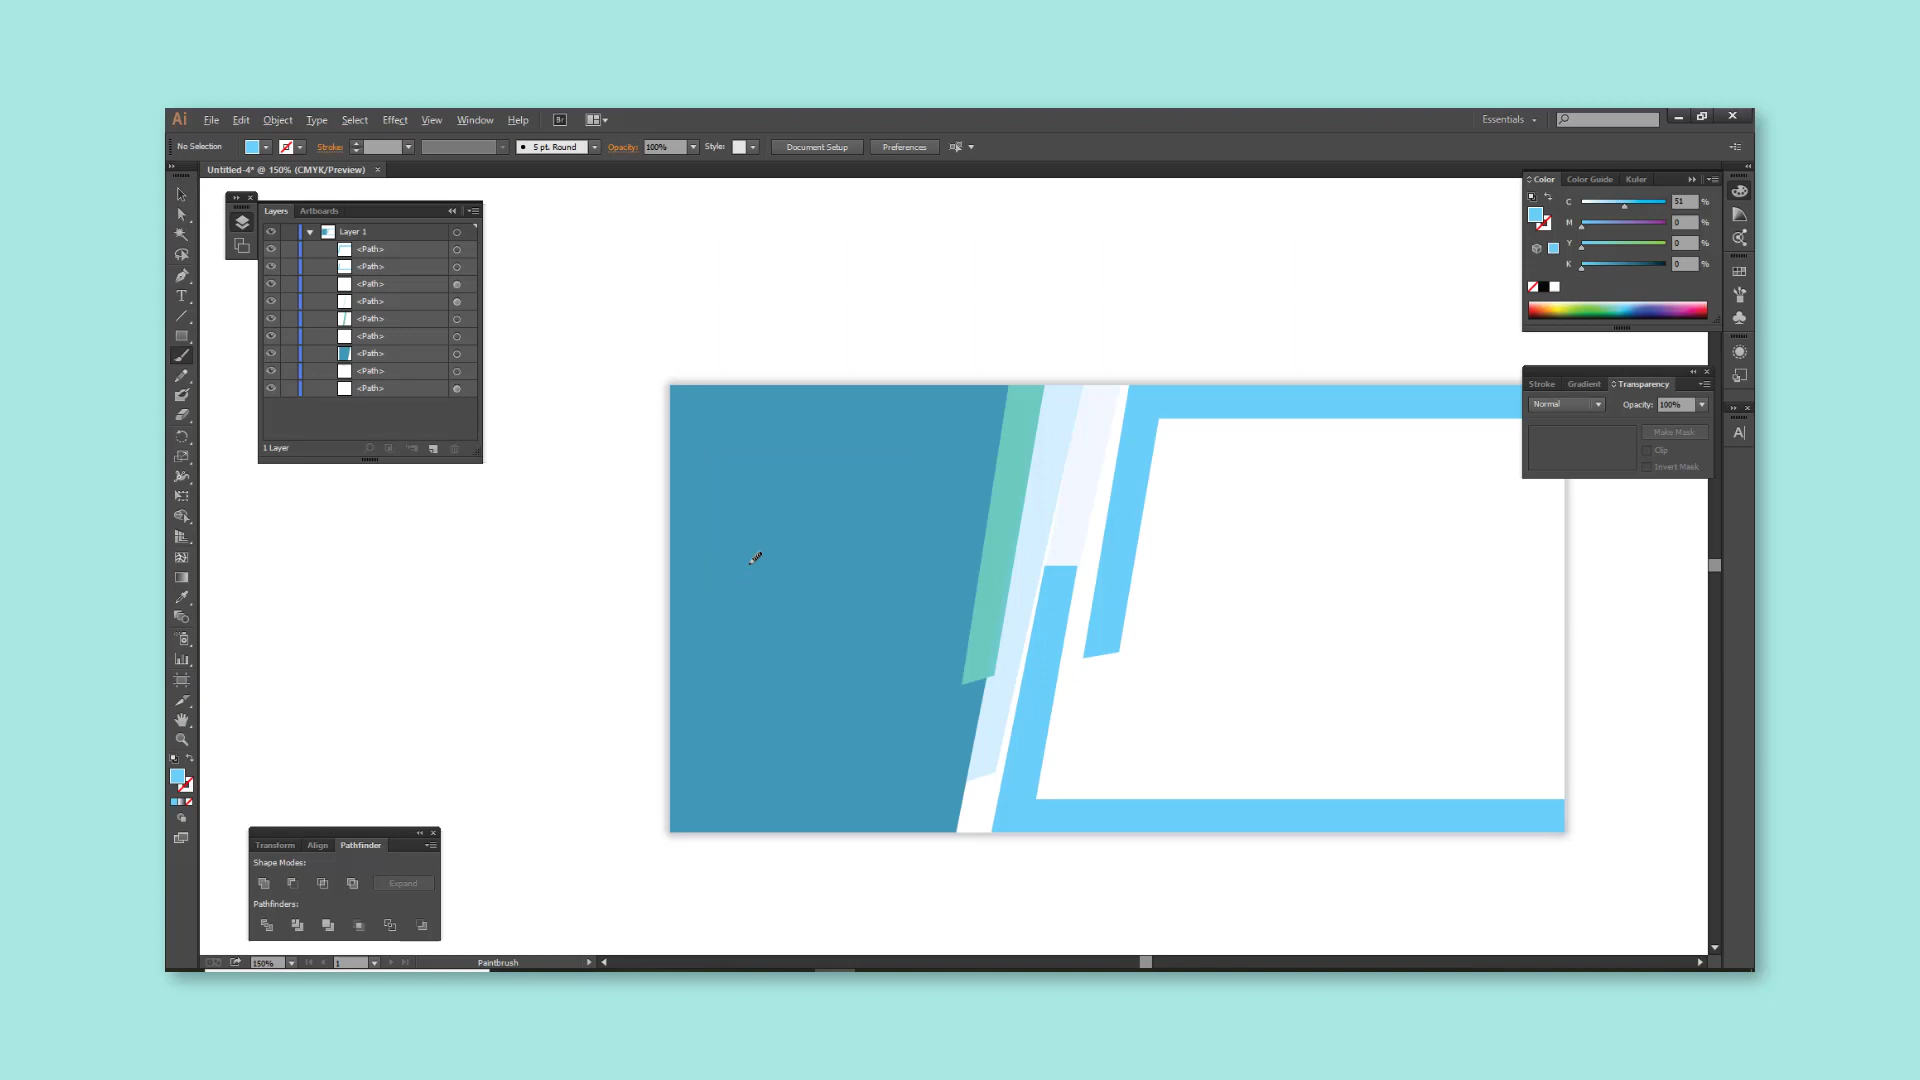 Ai File Edit Object Type Select Effect View Window Help Br Essentials
No Selection Stroke: 5 pt. Round Opacity: 100% Style: Document Setup Preferences
Untitled-4* @ 150% (CMYK/Preview) ×
Layers Artboards
Layer 1
<Path>
<Path>
<Path>
<Path>
<Path>
<Path>
<Path>
<Path>
<Path>
1 Layer
Color Color Guide Kuler
C 51 %
M 0 %
Y 0 %
K 0 %
Stroke Gradient Transparency
Normal Opacity: 100%
Make Mask
Clip
Invert Mask
A
T
Transform Align Pathfinder
Shape Modes:
Expand
Pathfinders:
150% 1 Paintbrush